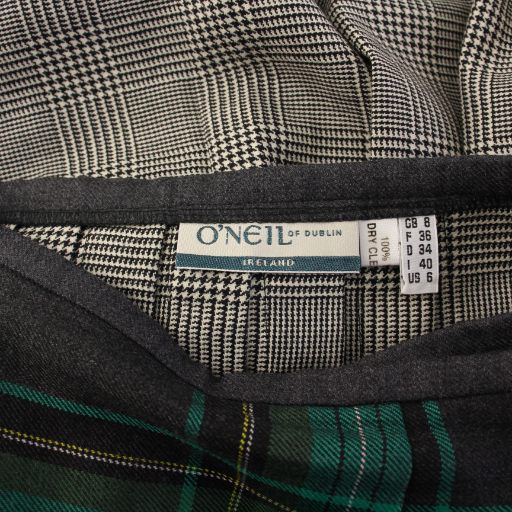 O'NEIL OF DUBLIN
IRELAND
100%
DRY CLE
GB 8
F 36
D 34
I 40
US 6